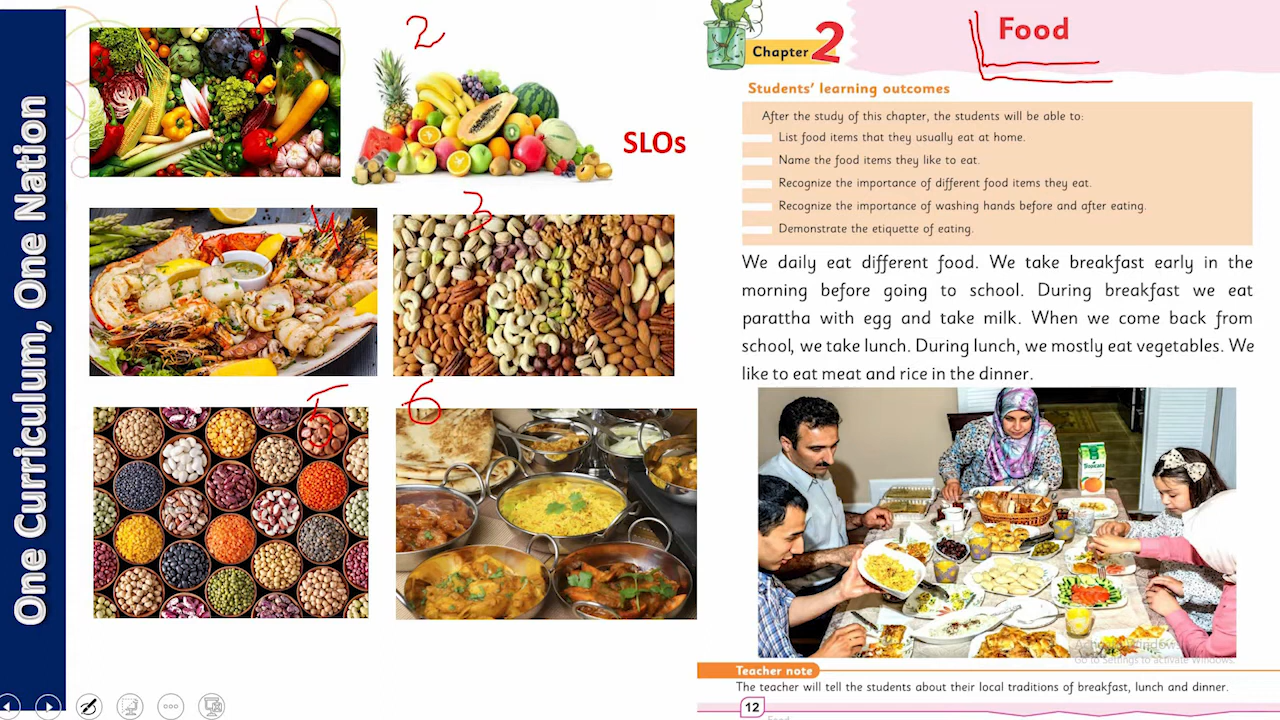 One Curriculum, One Nation
1
2
3
4
5
6
SLOs
Chapter 2
Food
Students' learning outcomes
After the study of this chapter, the students will be able to:
List food items that they usually eat at home.
Name the food items they like to eat.
Recognize the importance of different food items they eat.
Recognize the importance of washing hands before and after eating.
Demonstrate the etiquette of eating.
We daily eat different food. We take breakfast early in the
morning before going to school. During breakfast we eat
parattha with egg and take milk. When we come back from
school, we take lunch. During lunch, we mostly eat vegetables. We
like to eat meat and rice in the dinner.
Tropicana
Activate Windows
Go to Settings to activate Windows.
Teacher note
The teacher will tell the students about their local traditions of breakfast, lunch and dinner.
12
Food